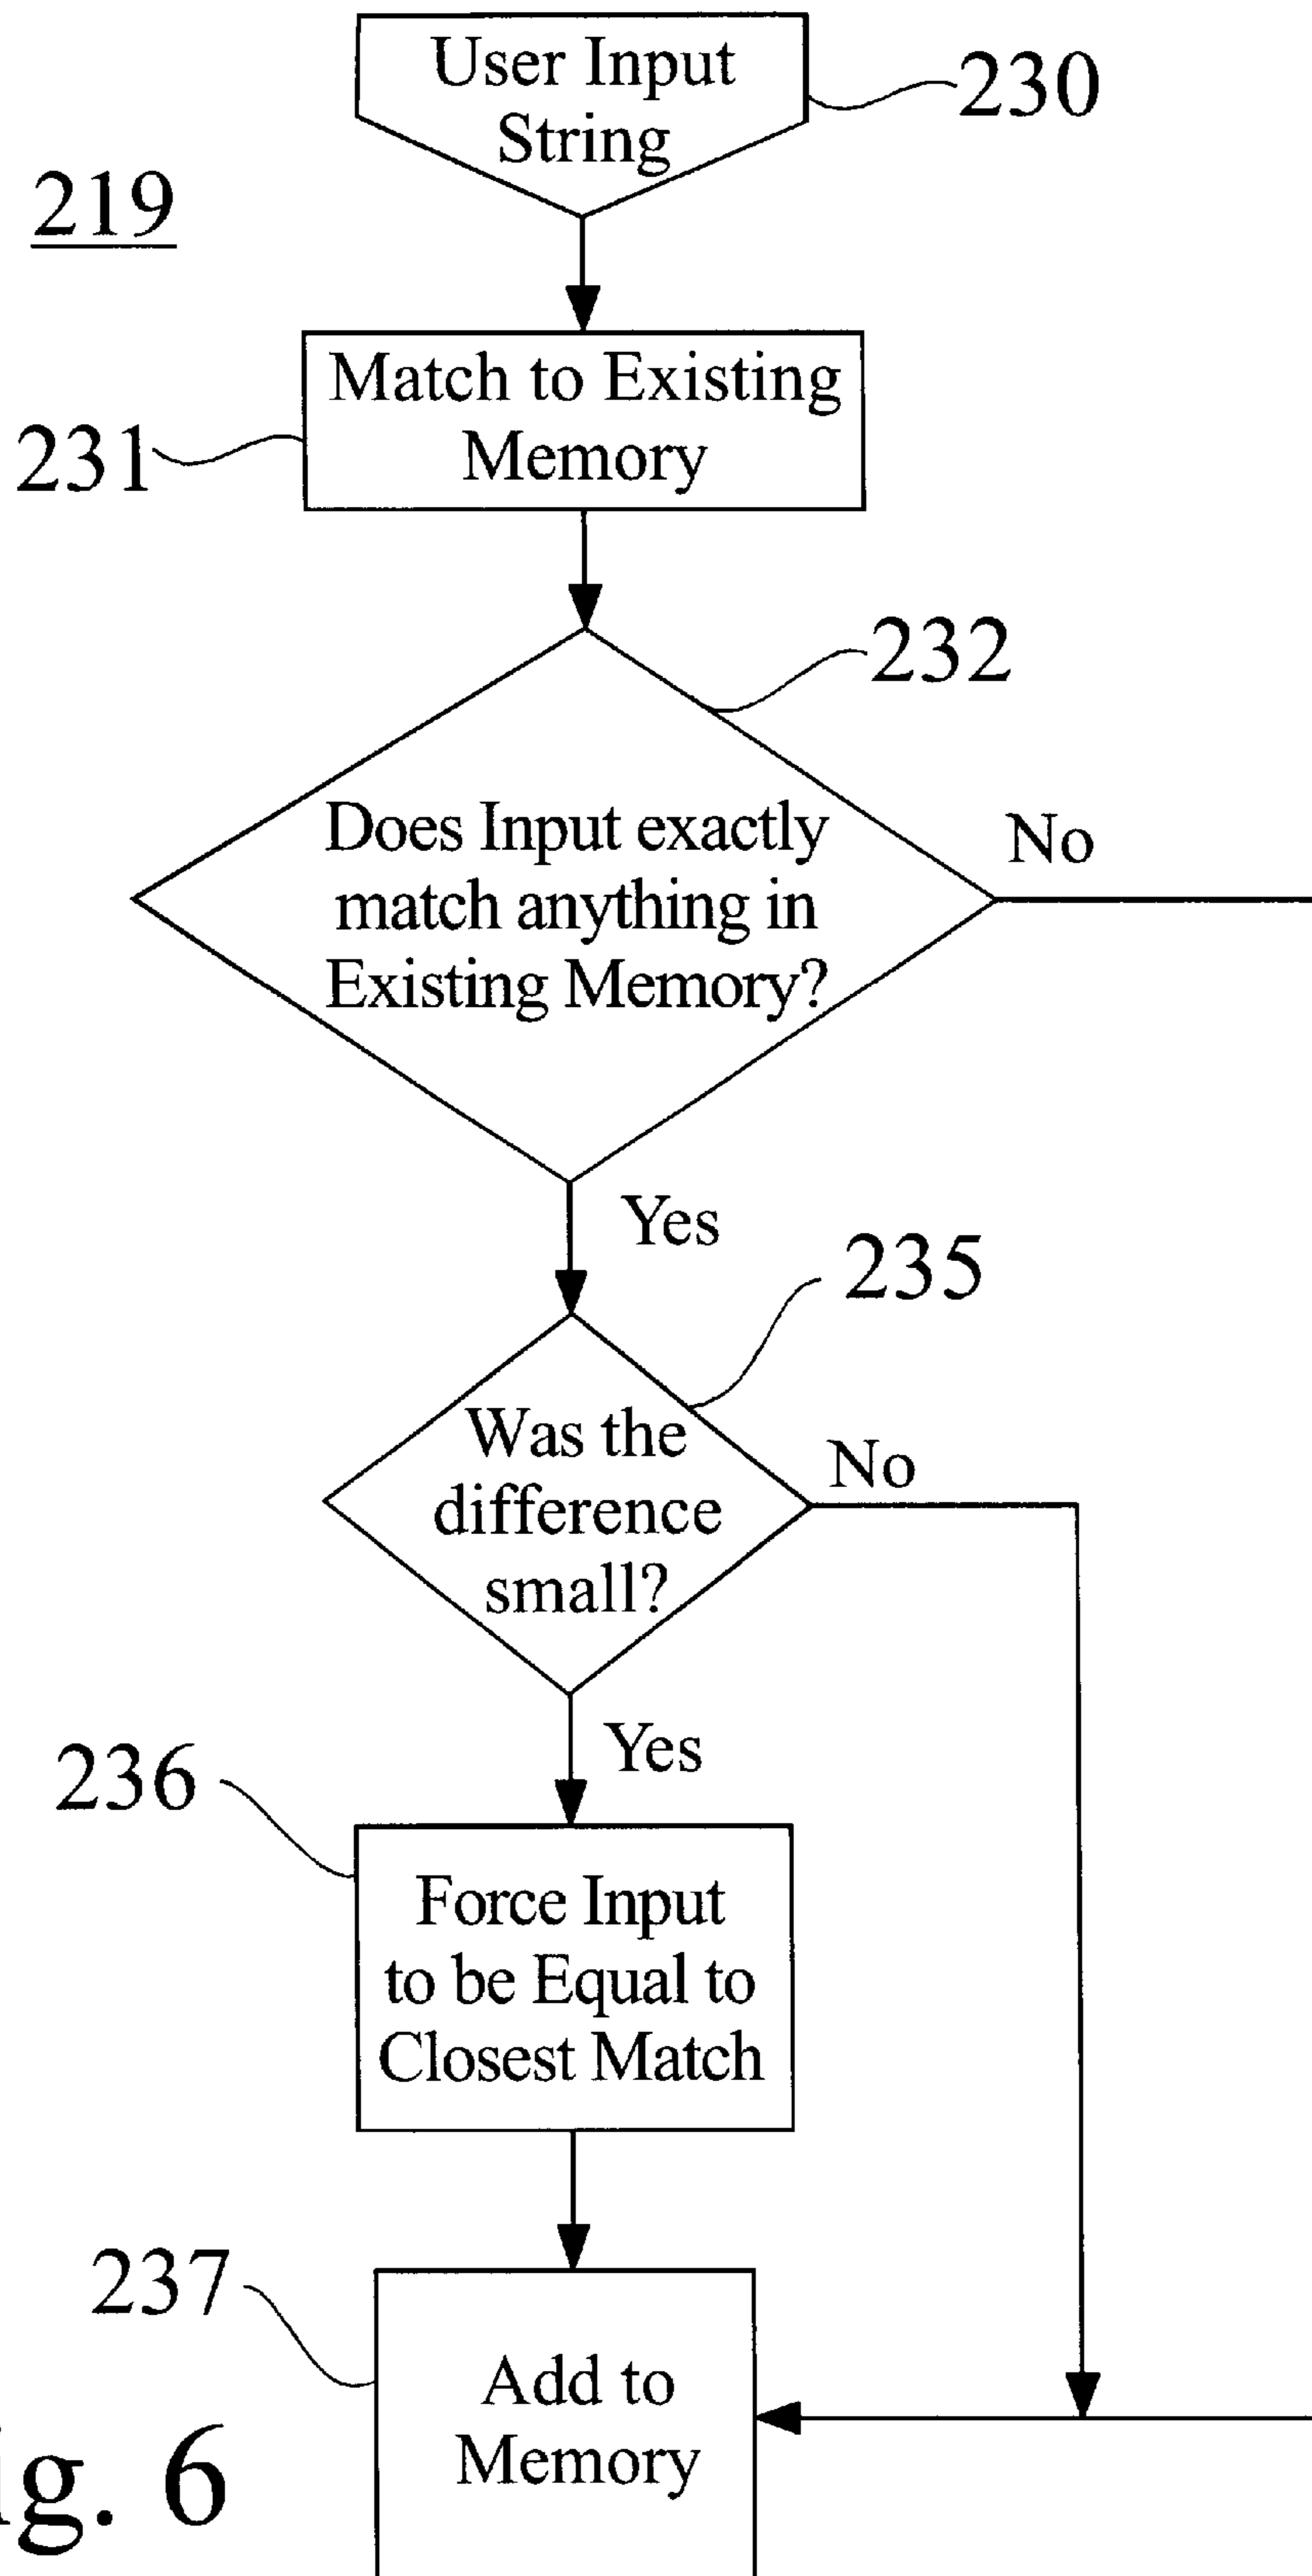 User Input
String
230
219
Match to Existing
Memory
231
232
Does Input exactly
match anything in
Existing Memory?
No
Yes
235
Was the
difference
small?
No
Yes
236
Force Input
to be Equal to
Closest Match
237
Add to
Memory
ig. 6